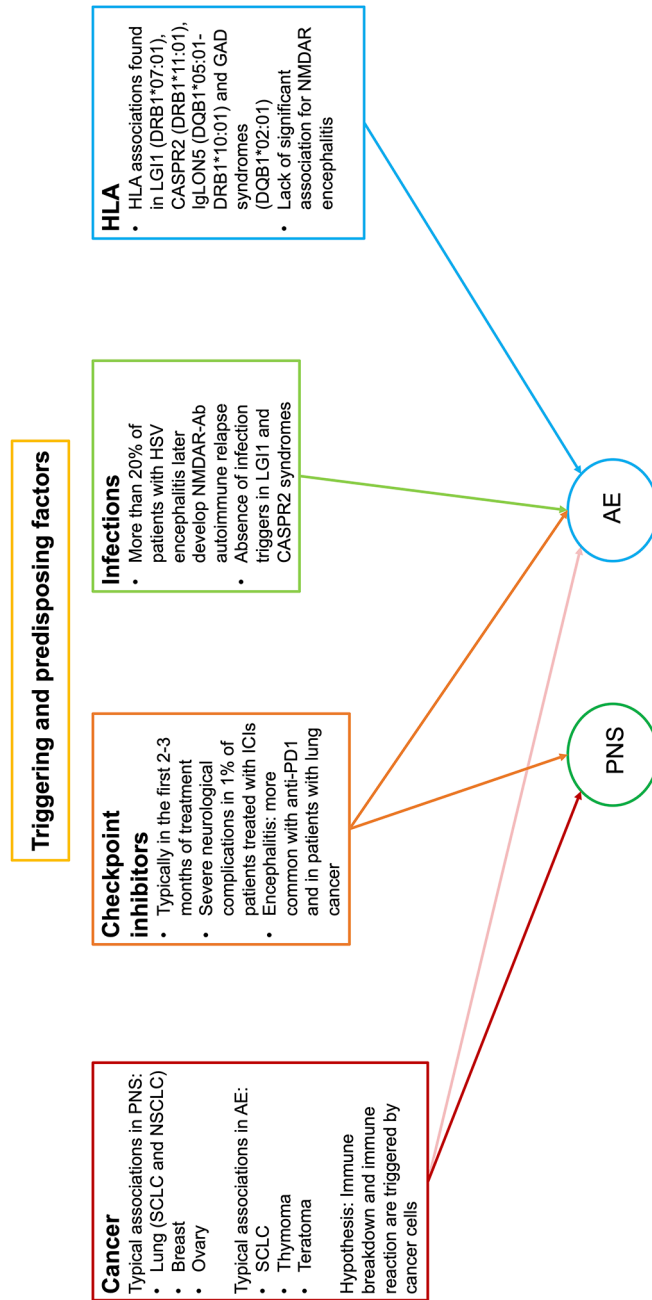 Triggering and predisposing factors
Cancer
Typical associations in PNS:
• Lung (SCLC and NSCLC)
• Breast
• Ovary
Typical associations in AE:
• SCLC
• Thymoma
• Teratoma
Hypothesis: Immune
breakdown and immune
reaction are triggered by
cancer cells
Checkpoint
inhibitors
• Typically in the first 2-3
months of treatment
• Severe neurological
complications in 1% of
patients treated with ICIs
• Encephalitis: more
common with anti-PD1
and in patients with lung
cancer
Infections
• More than 20% of
patients with HSV
encephalitis later
develop NMDAR-Ab
autoimmune relapse
• Absence of infection
triggers in LGI1 and
CASPR2 syndromes
HLA
• HLA associations found
in LGI1 (DRB1*07:01),
CASPR2 (DRB1*11:01),
IgLON5 (DQB1*05:01-
DRB1*10:01) and GAD
syndromes
(DQB1*02:01)
• Lack of significant
association for NMDAR
encephalitis
PNS
AE